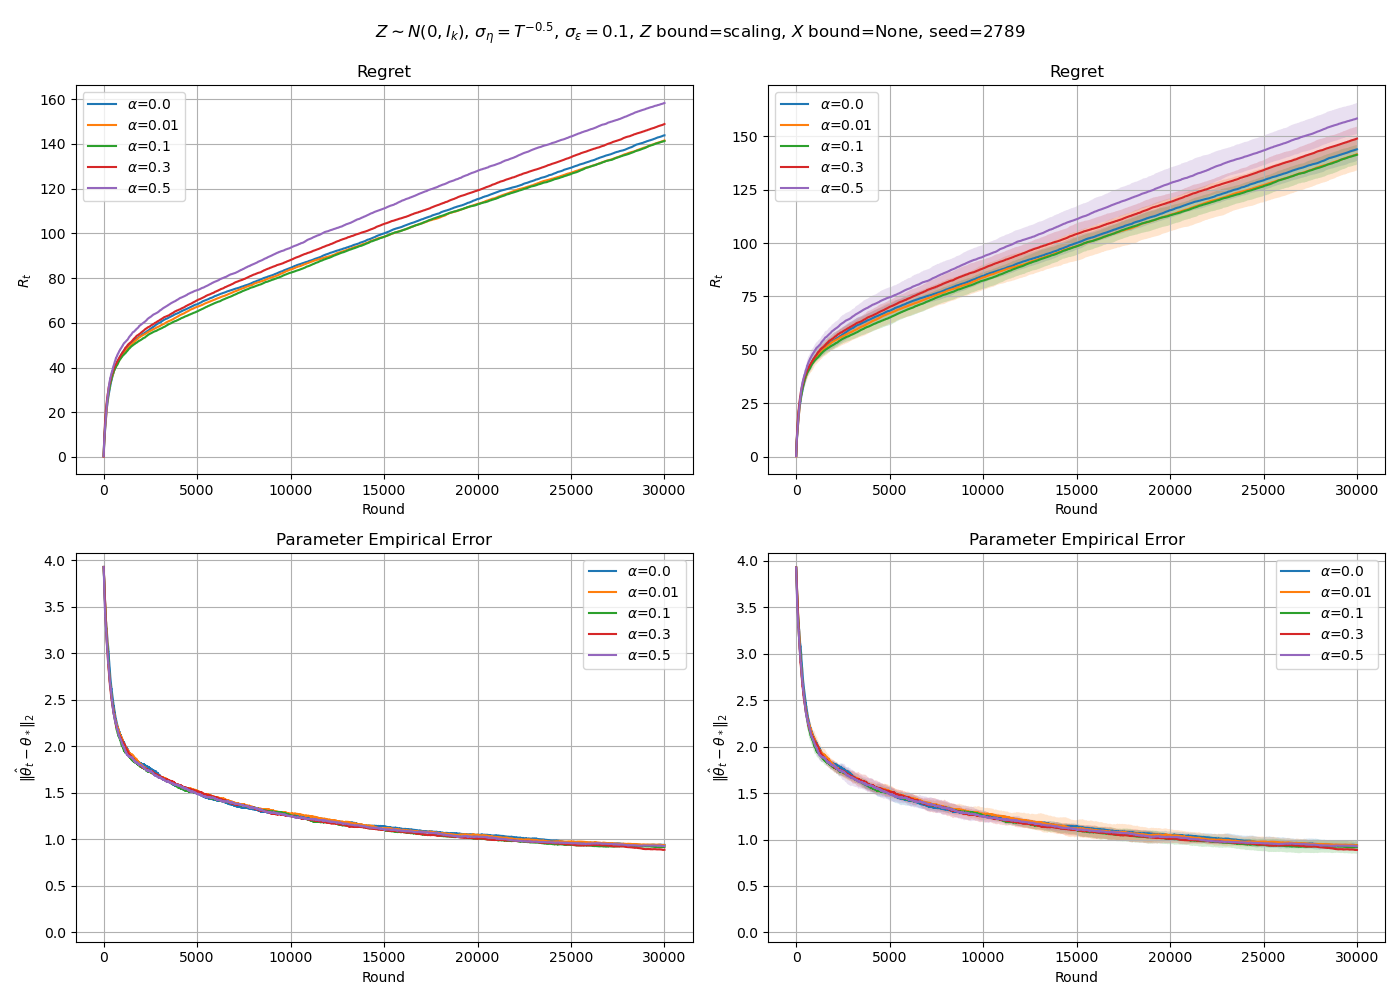 Z ∼ N(0, I_k), σ_η = T^{−0.5}, σ_ε = 0.1, Z bound=scaling, X bound=None, seed=2789
Regret
160
140
120
100
80
60
40
20
0
R_t
α=0.0
α=0.01
α=0.1
α=0.3
α=0.5
0 5000 10000 15000 20000 25000 30000
Round
Regret
150
125
100
75
50
25
0
R_t
α=0.0
α=0.01
α=0.1
α=0.3
α=0.5
0 5000 10000 15000 20000 25000 30000
Round
Parameter Empirical Error
4.0
3.5
3.0
2.5
2.0
1.5
1.0
0.5
0.0
‖θ̂_t − θ_*‖_2
α=0.0
α=0.01
α=0.1
α=0.3
α=0.5
0 5000 10000 15000 20000 25000 30000
Round
Parameter Empirical Error
4.0
3.5
3.0
2.5
2.0
1.5
1.0
0.5
0.0
‖θ̂_t − θ_*‖_2
α=0.0
α=0.01
α=0.1
α=0.3
α=0.5
0 5000 10000 15000 20000 25000 30000
Round